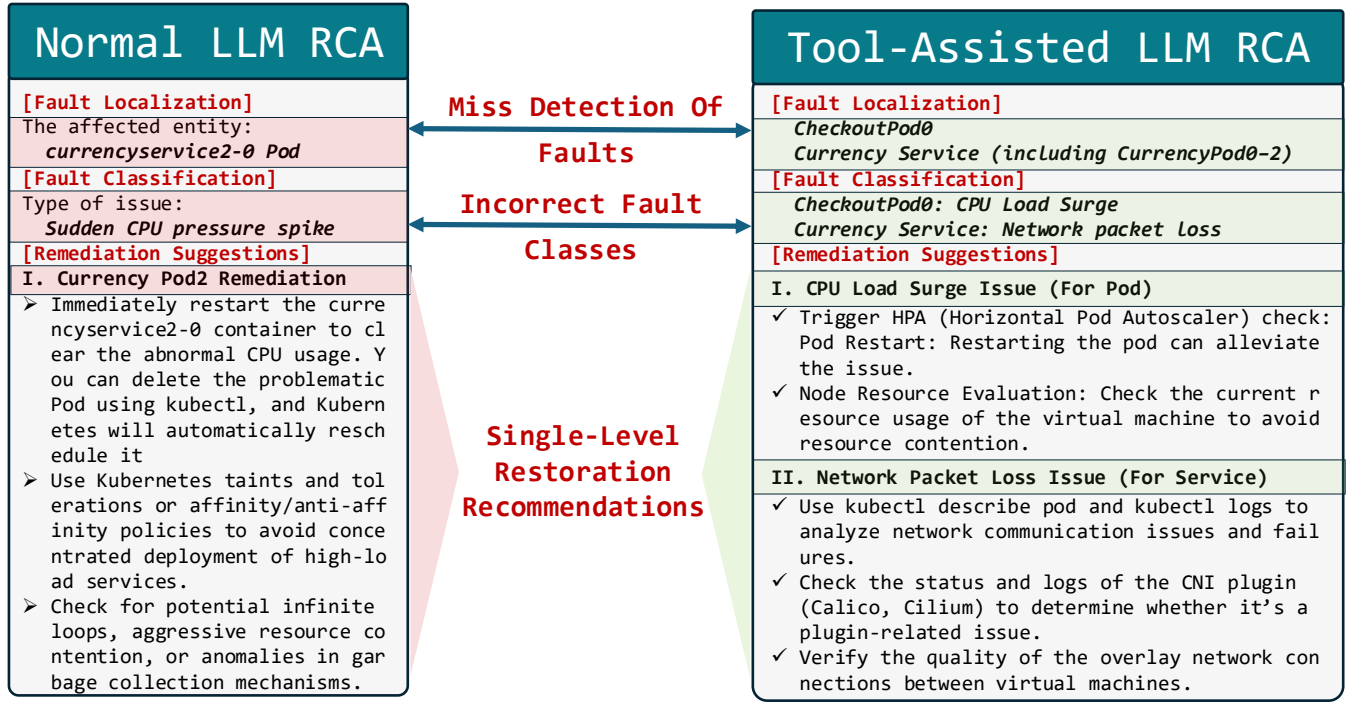 Normal LLM RCA
[Fault Localization]
The affected entity:
currencyservice2-0 Pod
[Fault Classification]
Type of issue:
Sudden CPU pressure spike
[Remediation Suggestions]
I. Currency Pod2 Remediation
➢ Immediately restart the curre
ncyservice2-0 container to cl
ear the abnormal CPU usage. Y
ou can delete the problematic
Pod using kubectl, and Kubern
etes will automatically resch
edule it
➢ Use Kubernetes taints and tol
erations or affinity/anti-aff
inity policies to avoid conce
ntrated deployment of high-lo
ad services.
➢ Check for potential infinite
loops, aggressive resource co
ntention, or anomalies in gar
bage collection mechanisms.
Miss Detection Of
Faults
Incorrect Fault
Classes
Single-Level
Restoration
Recommendations
Tool-Assisted LLM RCA
[Fault Localization]
CheckoutPod0
Currency Service (including CurrencyPod0–2)
[Fault Classification]
CheckoutPod0: CPU Load Surge
Currency Service: Network packet loss
[Remediation Suggestions]
I. CPU Load Surge Issue (For Pod)
✓ Trigger HPA (Horizontal Pod Autoscaler) check:
Pod Restart: Restarting the pod can alleviate
the issue.
✓ Node Resource Evaluation: Check the current r
esource usage of the virtual machine to avoid
resource contention.
II. Network Packet Loss Issue (For Service)
✓ Use kubectl describe pod and kubectl logs to
analyze network communication issues and fail
ures.
✓ Check the status and logs of the CNI plugin
(Calico, Cilium) to determine whether it’s a
plugin-related issue.
✓ Verify the quality of the overlay network con
nections between virtual machines.